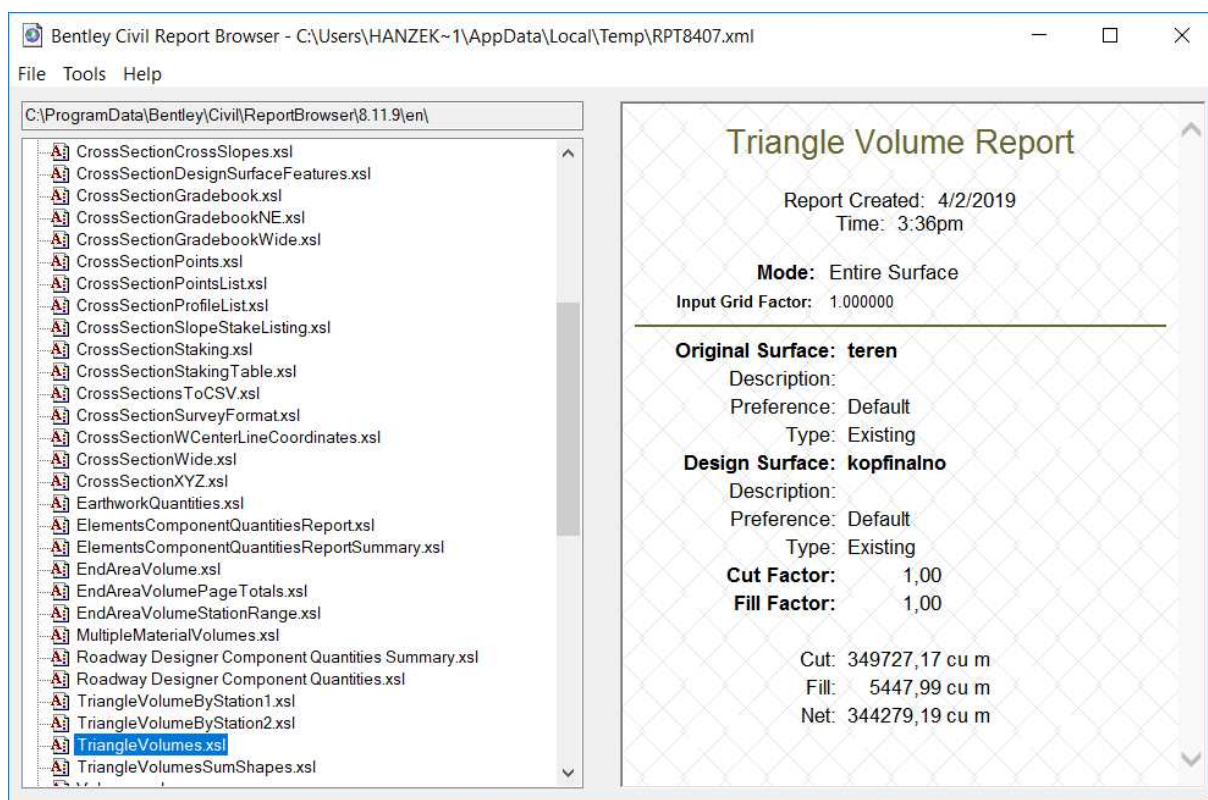 Bentley Civil Report Browser - C:\Users\HANZEK~1\AppData\Local\Temp\RPT8407.xml
File Tools Help
C:\ProgramData\Bentley\Civil\ReportBrowser\8.11.9\en\
CrossSectionCrossSlopes.xsl
CrossSectionDesignSurfaceFeatures.xsl
CrossSectionGradebook.xsl
CrossSectionGradebookNE.xsl
CrossSectionGradebookWide.xsl
CrossSectionPoints.xsl
CrossSectionPointsList.xsl
CrossSectionProfileList.xsl
CrossSectionSlopeStakeListing.xsl
CrossSectionStaking.xsl
CrossSectionStakingTable.xsl
CrossSectionsToCSV.xsl
CrossSectionSurveyFormat.xsl
CrossSectionWCenterLineCoordinates.xsl
CrossSectionWide.xsl
CrossSectionXYZ.xsl
EarthworkQuantities.xsl
ElementsComponentQuantitiesReport.xsl
ElementsComponentQuantitiesReportSummary.xsl
EndAreaVolume.xsl
EndAreaVolumePageTotals.xsl
EndAreaVolumeStationRange.xsl
MultipleMaterialVolumes.xsl
Roadway Designer Component Quantities Summary.xsl
Roadway Designer Component Quantities.xsl
TriangleVolumeByStation1.xsl
TriangleVolumeByStation2.xsl
TriangleVolumes.xsl
TriangleVolumesSumShapes.xsl
Triangle Volume Report
Report Created: 4/2/2019
Time: 3:36pm
Mode: Entire Surface
Input Grid Factor: 1.000000
Original Surface: teren
Description:
Preference: Default
Type: Existing
Design Surface: kopfinalno
Description:
Preference: Default
Type: Existing
Cut Factor: 1,00
Fill Factor: 1,00
Cut: 349727,17 cu m
Fill: 5447,99 cu m
Net: 344279,19 cu m